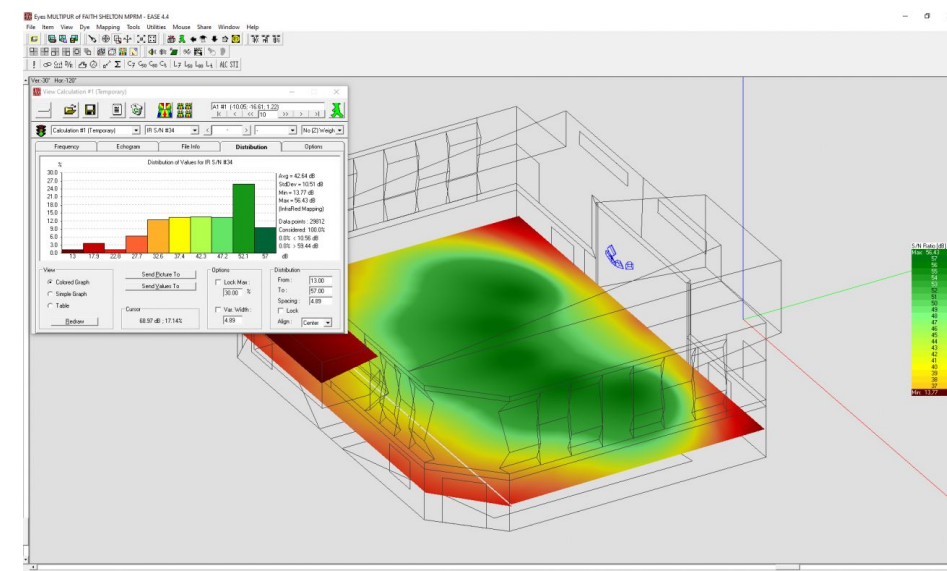 Eyes MULTIPUR of FAITH SHELTON MPRM - EASE 4.4
File Item View Dye Mapping Tools Utilities Mouse Share Window Help
ALC STI
Ver:-30° Hor:-120°
View Calculation #1 (Temporary)
A1 #1 (-10.05; -16.61; 1.22)
10
Calculation #1 (Temporary) IR S/N #34 No (Z) Weigh
Frequency Echogram File Info Distribution Options
% Distribution of Values for IR S/N #34
30.0
27.0
24.0
21.0
18.0
15.0
12.0
9.0
6.0
3.0
0.0
13 17.9 22.8 27.7 32.6 37.4 42.3 47.2 52.1 57 dB
Avg = 42.64 dB
StdDev = 10.51 dB
Min = 13.77 dB
Max = 56.43 dB
(InfraRed Mapping)
Data points : 29812
Considered: 100.0%
0.0% < 10.56 dB
0.0% > 59.44 dB
View
Colored Graph
Simple Graph
Table
Redraw
Send Picture To
Send Values To
Cursor
60.97 dB ; 17.14%
Options
Lock Max :
30.00 %
Var. Width :
4.89
Distribution
From : 13.00
To : 57.00
Spacing : 4.89
Lock
Align : Center
S/N Ratio [dB]
Max: 56,43
57
56
55
54
53
52
51
50
49
48
47
46
45
44
43
42
41
40
39
38
37
Min: 13,77